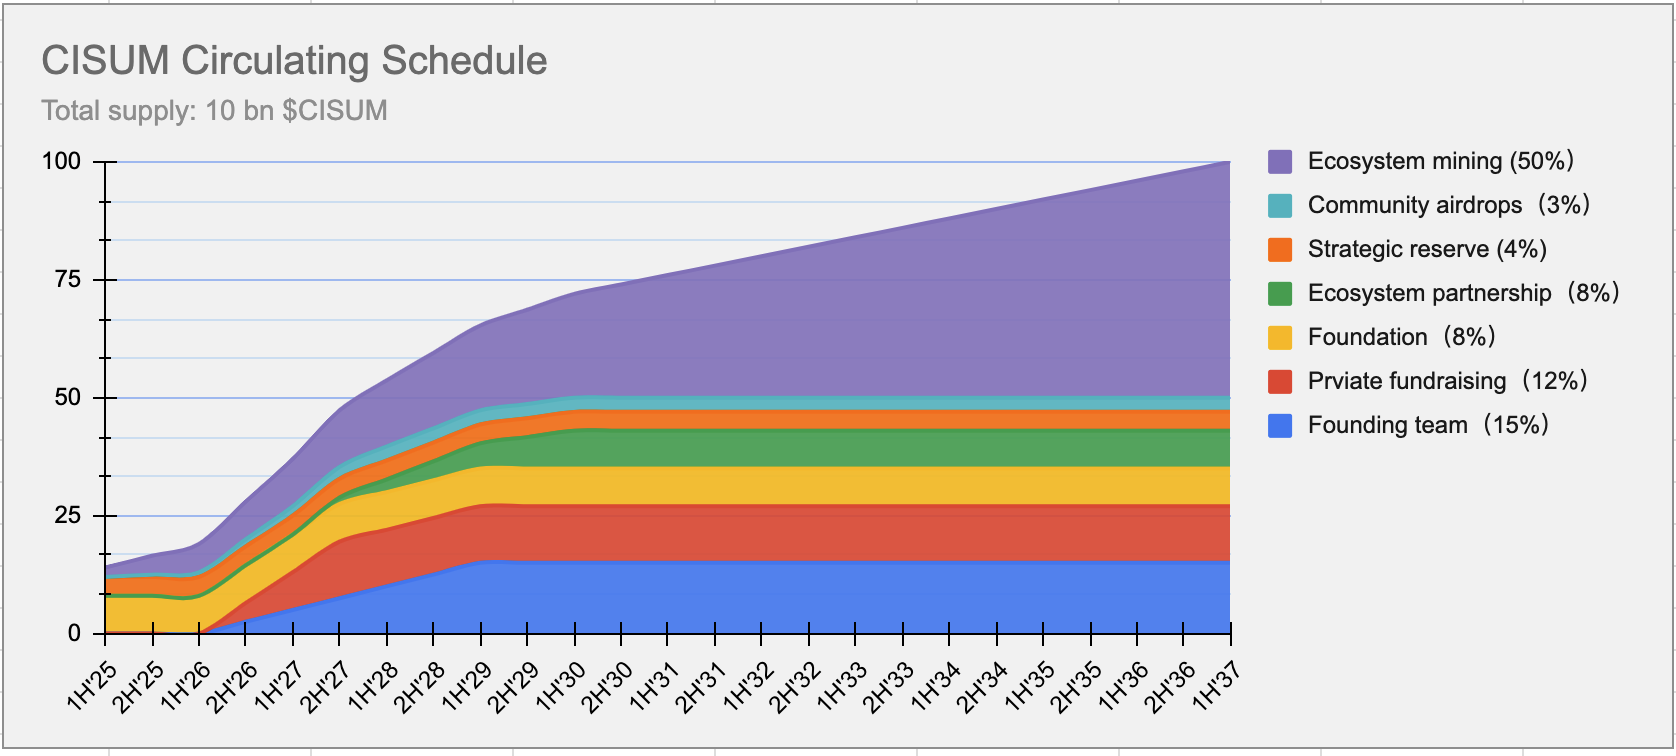 CISUM Circulating Schedule
Total supply: 10 bn $CISUM
100
75
50
25
0
1H'25
2H'25
1H'26
2H'26
1H'27
2H'27
1H'28
2H'28
1H'29
2H'29
1H'30
2H'30
1H'31
2H'31
1H'32
2H'32
1H'33
2H'33
1H'34
2H'34
1H'35
2H'35
1H'36
2H'36
1H'37
Ecosystem mining (50%）
Community airdrops（3%）
Strategic reserve (4%)
Ecosystem partnership（8%）
Foundation（8%）
Prviate fundraising（12%）
Founding team（15%）